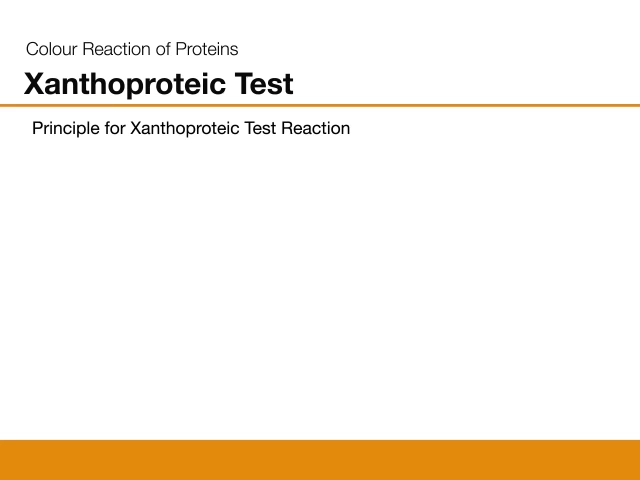 Colour Reaction of Proteins
Xanthoproteic Test
Principle for Xanthoproteic Test Reaction